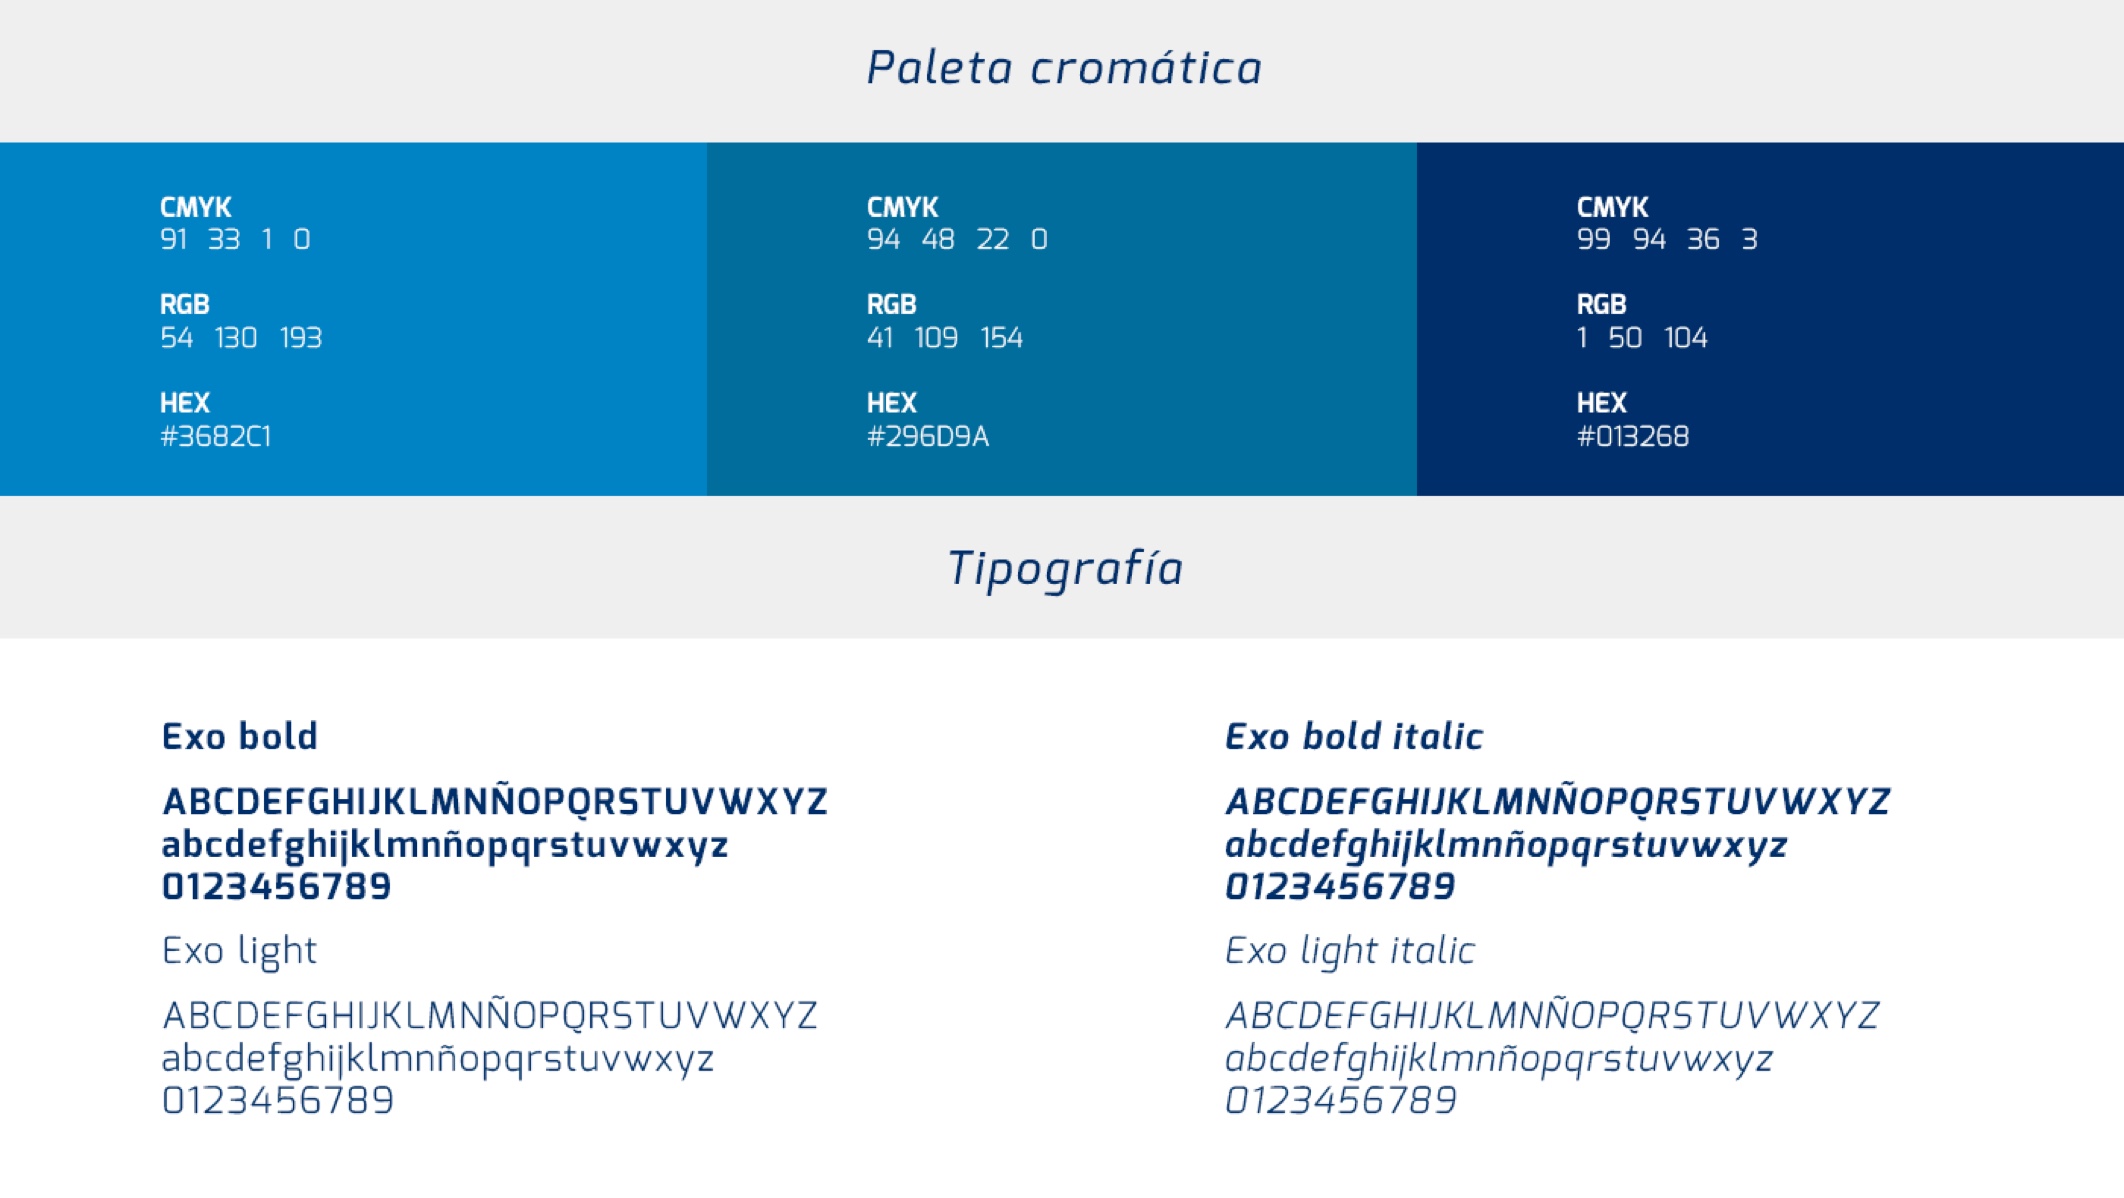 Paleta cromática
CMYK
91 33 1 0
RGB
54 130 193
HEX
#3682C1
CMYK
94 48 22 0
RGB
41 109 154
HEX
#296D9A
CMYK
99 94 36 3
RGB
1 50 104
HEX
#013268
Tipografía
Exo bold
ABCDEFGHIJKLMNÑOPQRSTUVWXYZ
abcdefghijklmnñopqrstuvwxyz
0123456789
Exo light
ABCDEFGHIJKLMNÑOPQRSTUVWXYZ
abcdefghijklmnñopqrstuvwxyz
0123456789
Exo bold italic
ABCDEFGHIJKLMNÑOPQRSTUVWXYZ
abcdefghijklmnñopqrstuvwxyz
0123456789
Exo light italic
ABCDEFGHIJKLMNÑOPQRSTUVWXYZ
abcdefghijklmnñopqrstuvwxyz
0123456789